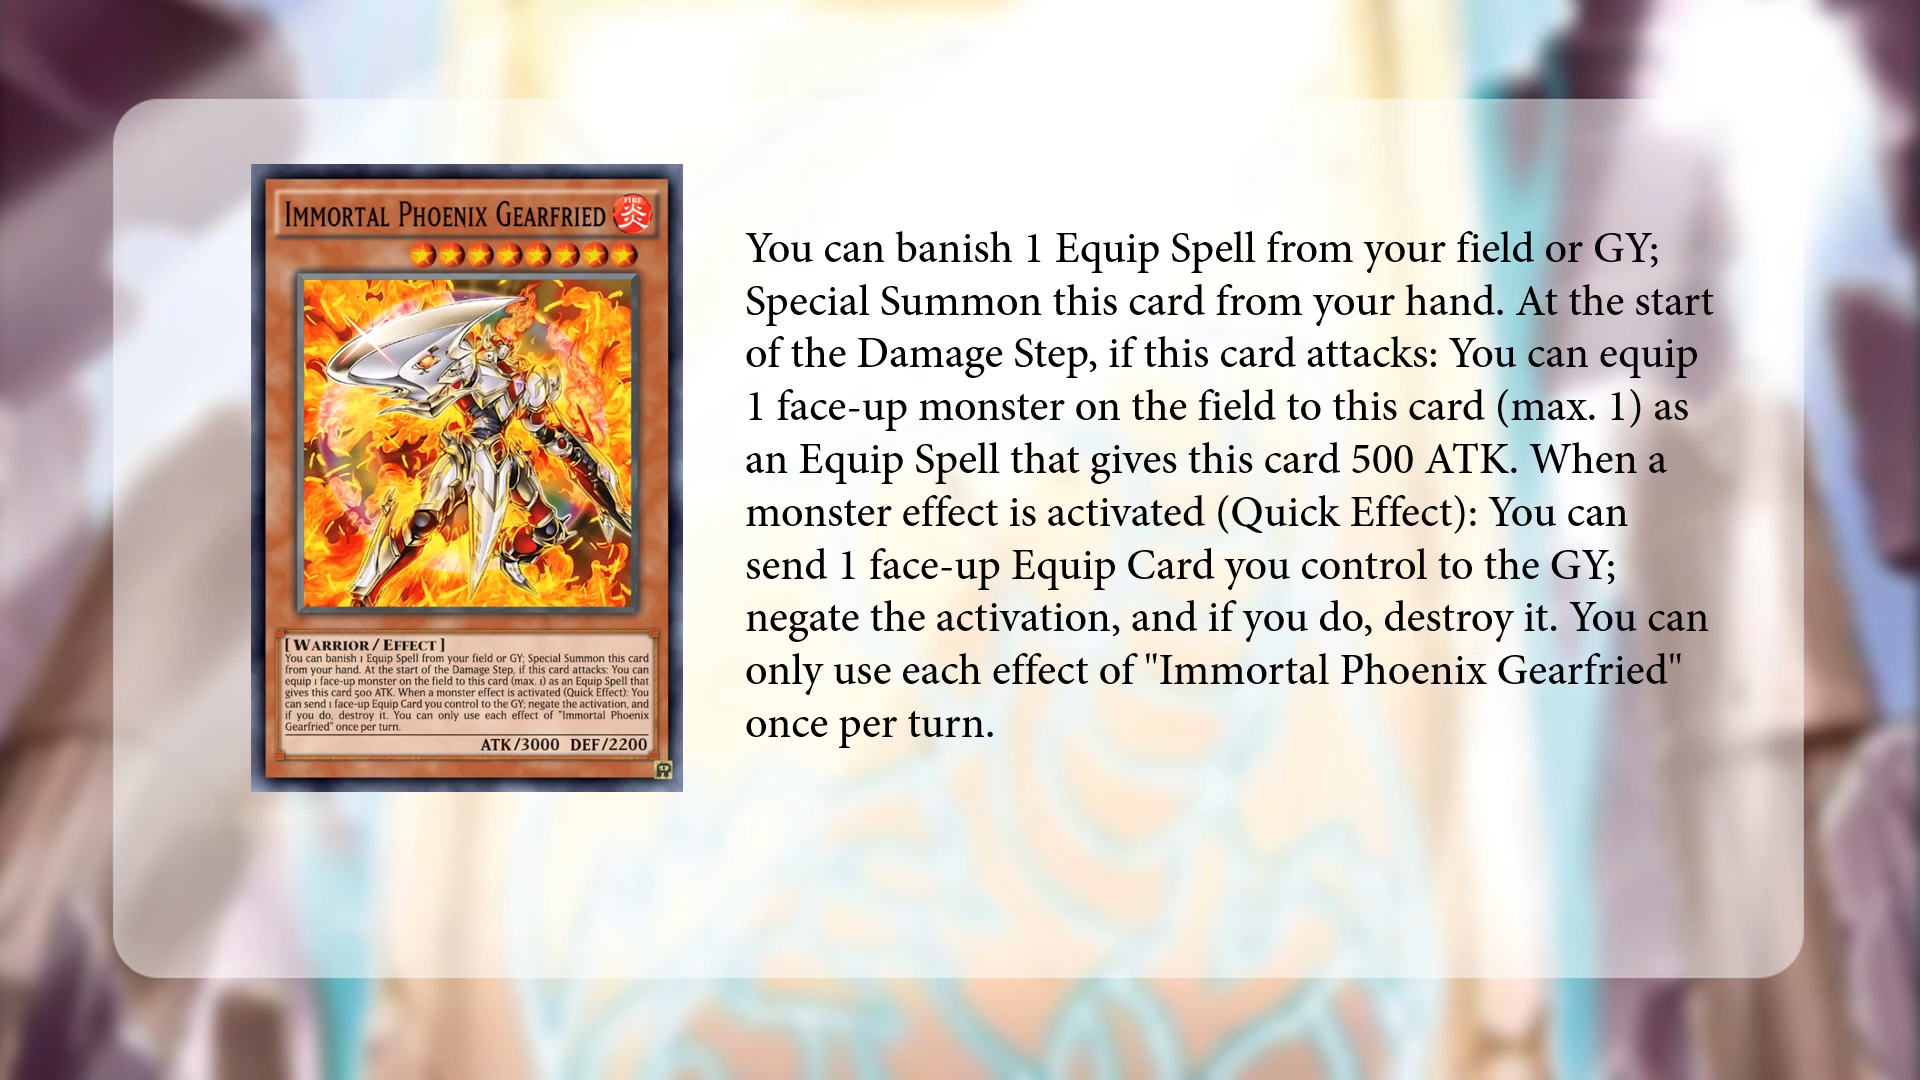 IMMORTAL PHOENIX GEARFRIED
FIRE
炎
[ WARRIOR / EFFECT ]
You can banish 1 Equip Spell from your field or GY; Special Summon this card
from your hand. At the start of the Damage Step, if this card attacks: You can
equip 1 face-up monster on the field to this card (max. 1) as an Equip Spell that
gives this card 500 ATK. When a monster effect is activated (Quick Effect): You
can send 1 face-up Equip Card you control to the GY; negate the activation, and
if you do, destroy it. You can only use each effect of "Immortal Phoenix
Gearfried" once per turn.
ATK/3000 DEF/2200
You can banish 1 Equip Spell from your field or GY;
Special Summon this card from your hand. At the start
of the Damage Step, if this card attacks: You can equip
1 face-up monster on the field to this card (max. 1) as
an Equip Spell that gives this card 500 ATK. When a
monster effect is activated (Quick Effect): You can
send 1 face-up Equip Card you control to the GY;
negate the activation, and if you do, destroy it. You can
only use each effect of "Immortal Phoenix Gearfried"
once per turn.